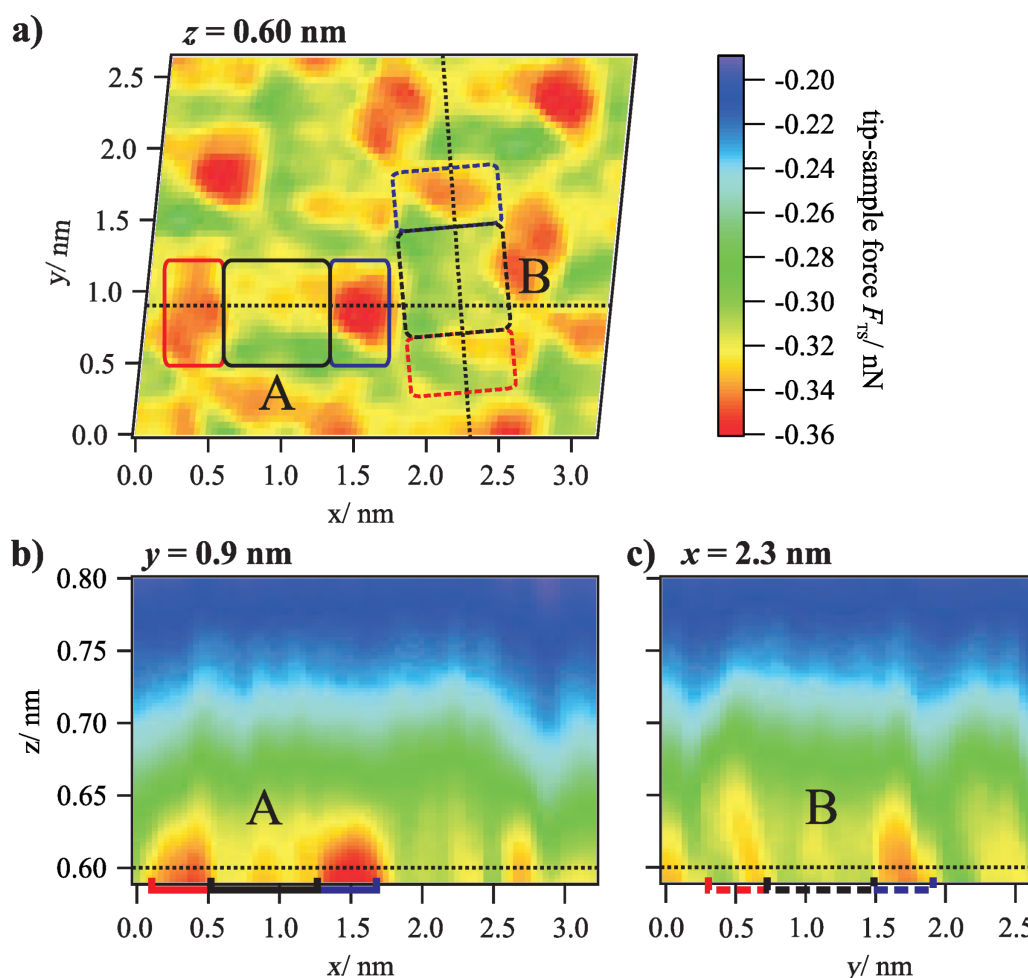 a)
z = 0.60 nm
2.5
2.0
1.5
1.0
0.5
0.0
y/ nm
A
B
0.0 0.5 1.0 1.5 2.0 2.5 3.0
x/ nm
-0.20
-0.22
-0.24
-0.26
-0.28
-0.30
-0.32
-0.34
-0.36
tip-sample force F_TS/ nN
b)
y = 0.9 nm
0.80
0.75
0.70
0.65
0.60
z/ nm
A
0.0 0.5 1.0 1.5 2.0 2.5 3.0
x/ nm
c)
x = 2.3 nm
B
0.0 0.5 1.0 1.5 2.0 2.5
y/ nm